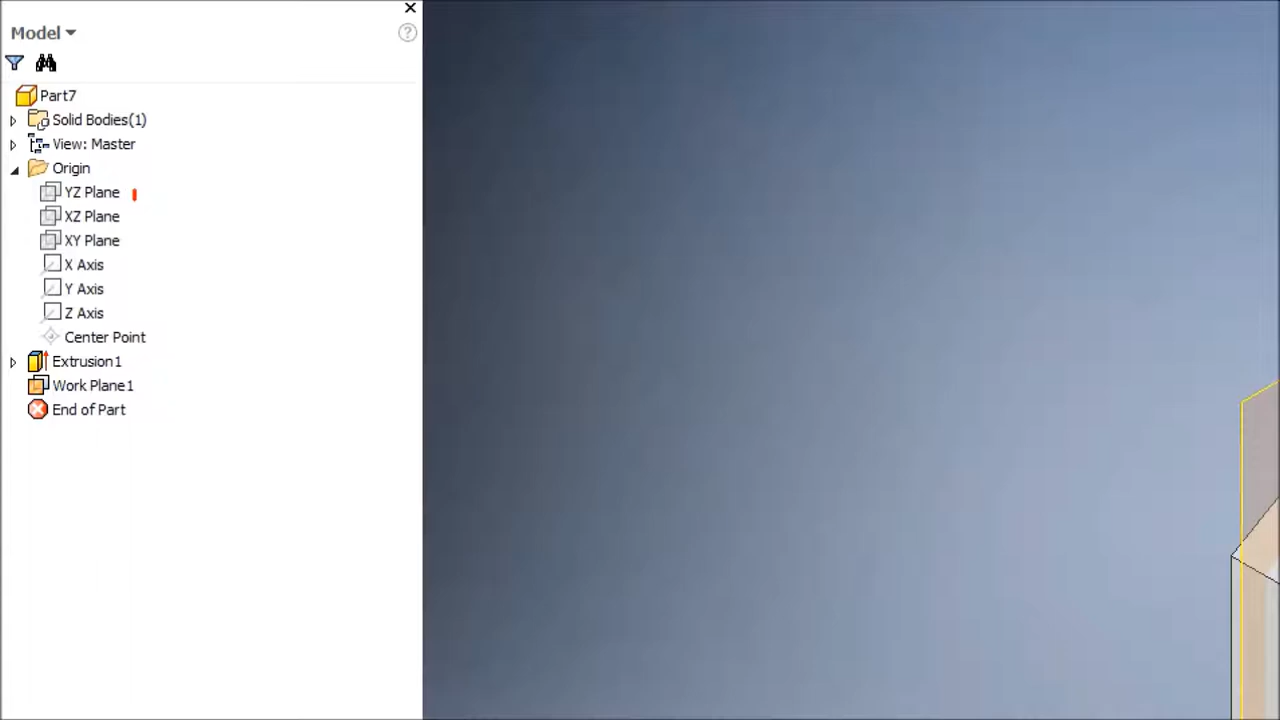 Model
?
Part7
Solid Bodies(1)
View: Master
Origin
YZ Plane
XZ Plane
XY Plane
X Axis
Y Axis
Z Axis
Center Point
Extrusion1
Work Plane1
End of Part